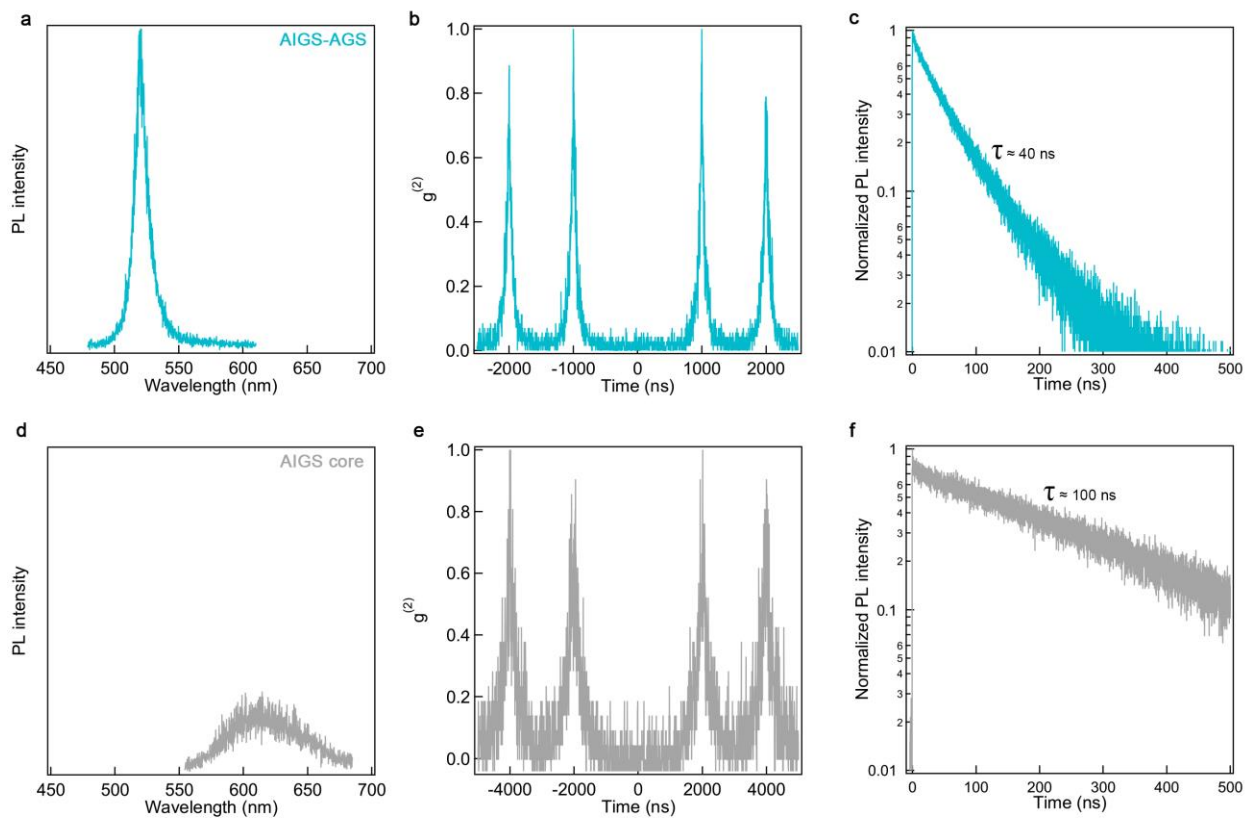 a
AIGS-AGS
PL intensity
450 500 550 600 650 700
Wavelength (nm)
b
1.0
0.8
0.6
0.4
0.2
0.0
g(2)
-2000 -1000 0 1000 2000
Time (ns)
c
1
6
5
4
3
2
0.1
6
5
4
3
2
0.01
Normalized PL intensity
τ ≈ 40 ns
0 100 200 300 400 500
Time (ns)
d
AIGS core
PL intensity
450 500 550 600 650 700
Wavelength (nm)
e
1.0
0.8
0.6
0.4
0.2
0.0
g(2)
-4000 -2000 0 2000 4000
Time (ns)
f
1
6
5
4
3
2
0.1
6
5
4
3
2
0.01
Normalized PL intensity
τ ≈ 100 ns
0 100 200 300 400 500
Time (ns)